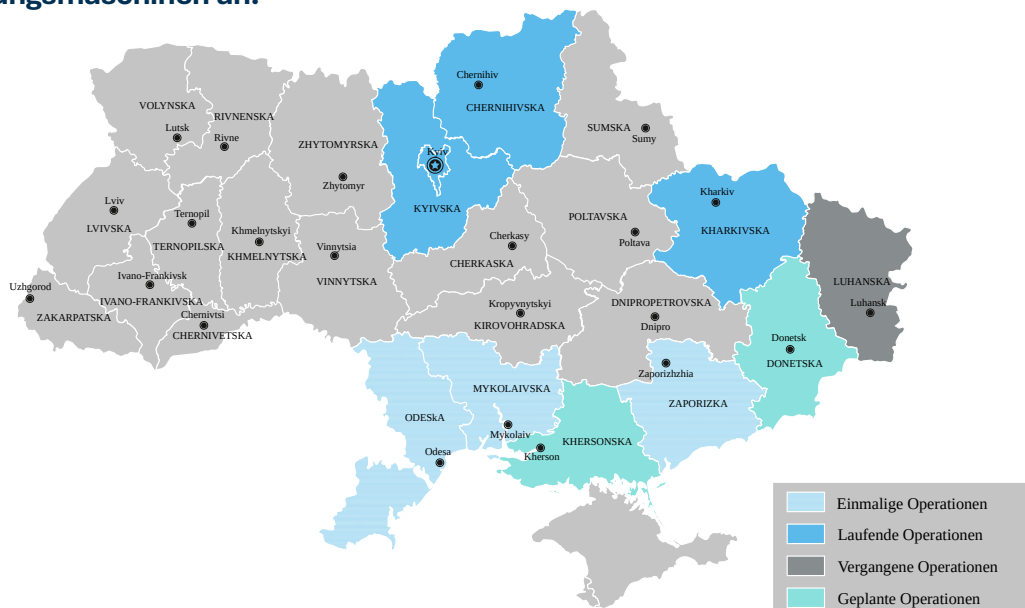 ungsmaschinen an.
Chernihiv
CHERNIHIVSKA
VOLYNSKA
RIVNENSKA
Lutsk
Rivne
SUMSKA
Sumy
ZHYTOMYRSKA
Kyiv
Zhytomyr
Kharkiv
Lviv
LVIVSKA
KYIVSKA
Ternopil
TERNOPILSKA
Khmelnytskyi
KHMELNYTSKA
POLTAVSKA
Poltava
KHARKIVSKA
Vinnytsia
VINNYTSKA
Cherkasy
CHERKASKA
Uzhgorod
ZAKARPATSKA
Ivano-Frankivsk
IVANO-FRANKIVSKA
LUHANSKA
Luhansk
Chernivtsi
CHERNIVETSKA
Kropyvnytskyi
KIROVOHRADSKA
DNIPROPETROVSKA
Dnipro
Donetsk
DONETSKA
Zaporizhzhia
ZAPORIZKA
MYKOLAIVSKA
Mykolaiv
ODESkA
Odesa
KHERSONSKA
Kherson
Einmalige Operationen
Laufende Operationen
Vergangene Operationen
Geplante Operationen